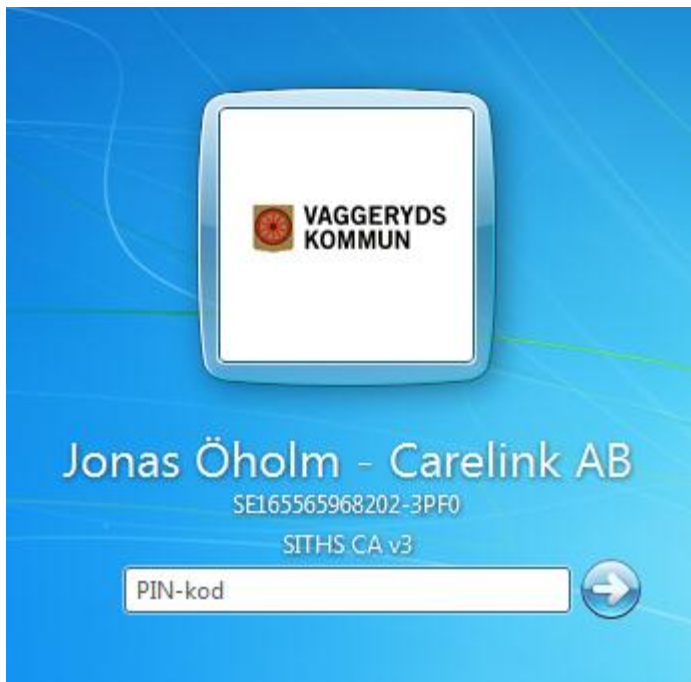 VAGGERYDS
KOMMUN
Jonas Öholm - Carelink AB
SE165565968202-3PF0
SITHS CA v3
PIN-kod